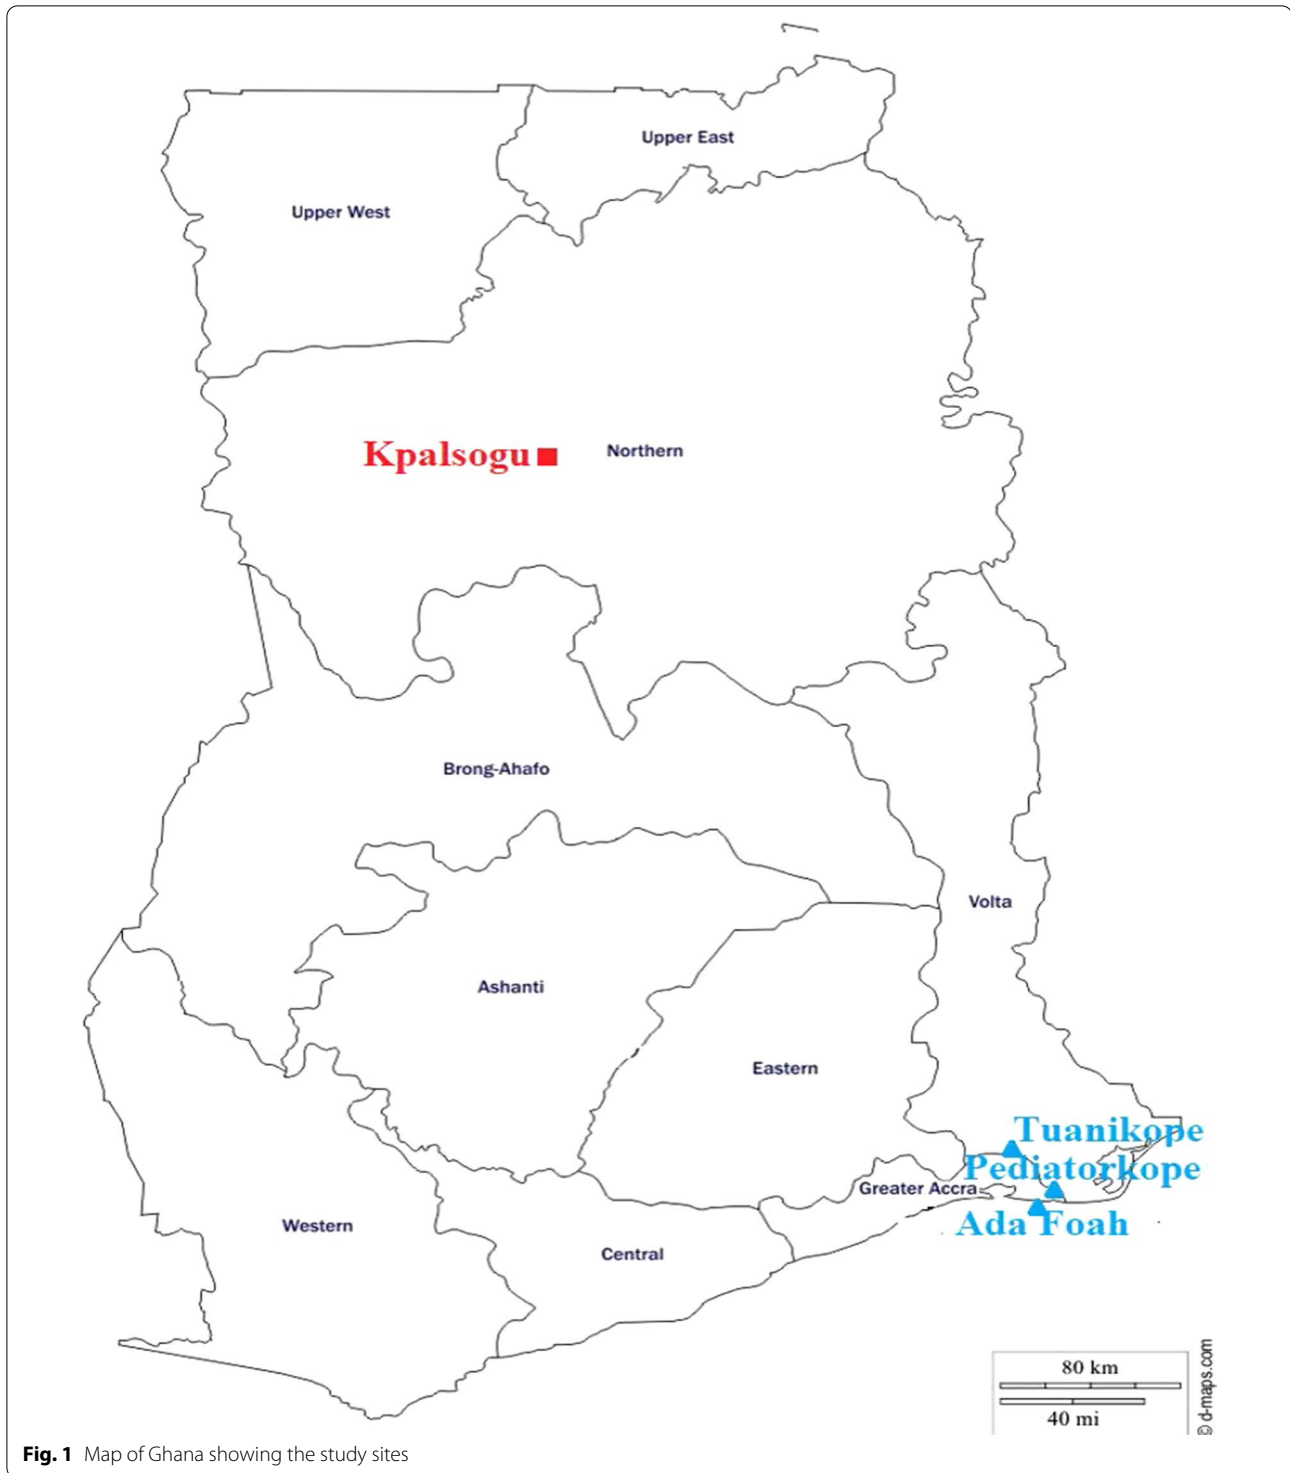 Upper East
Upper West
Kpalsogu
Northern
Brong-Ahafo
Volta
Ashanti
Eastern
Tuanikope
Pediatorkope
Greater Accra
Ada Foah
Western
Central
80 km
40 mi
© d-maps.com
Fig. 1 Map of Ghana showing the study sites